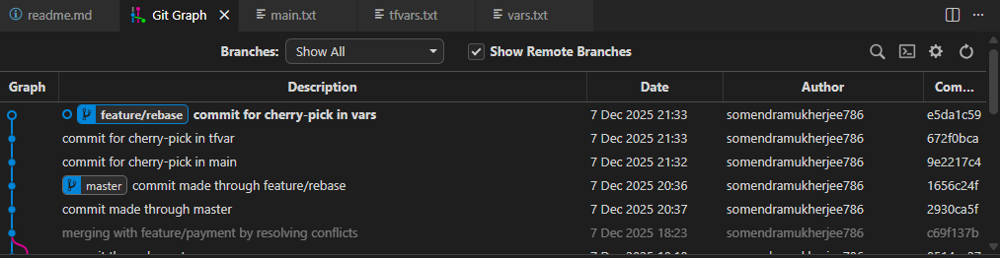 readme.md Git Graph main.txt tfvars.txt vars.txt
Branches: Show All Show Remote Branches
Graph Description Date Author Com...
feature/rebase commit for cherry-pick in vars 7 Dec 2025 21:33 somendramukherjee786 e5da1c59
commit for cherry-pick in tfvar 7 Dec 2025 21:33 somendramukherjee786 672f0bca
commit for cherry-pick in main 7 Dec 2025 21:32 somendramukherjee786 9e2217c4
master commit made through feature/rebase 7 Dec 2025 20:36 somendramukherjee786 1656c24f
commit made through master 7 Dec 2025 20:37 somendramukherjee786 2930ca5f
merging with feature/payment by resolving conflicts 7 Dec 2025 18:23 somendramukherjee786 c69f137b